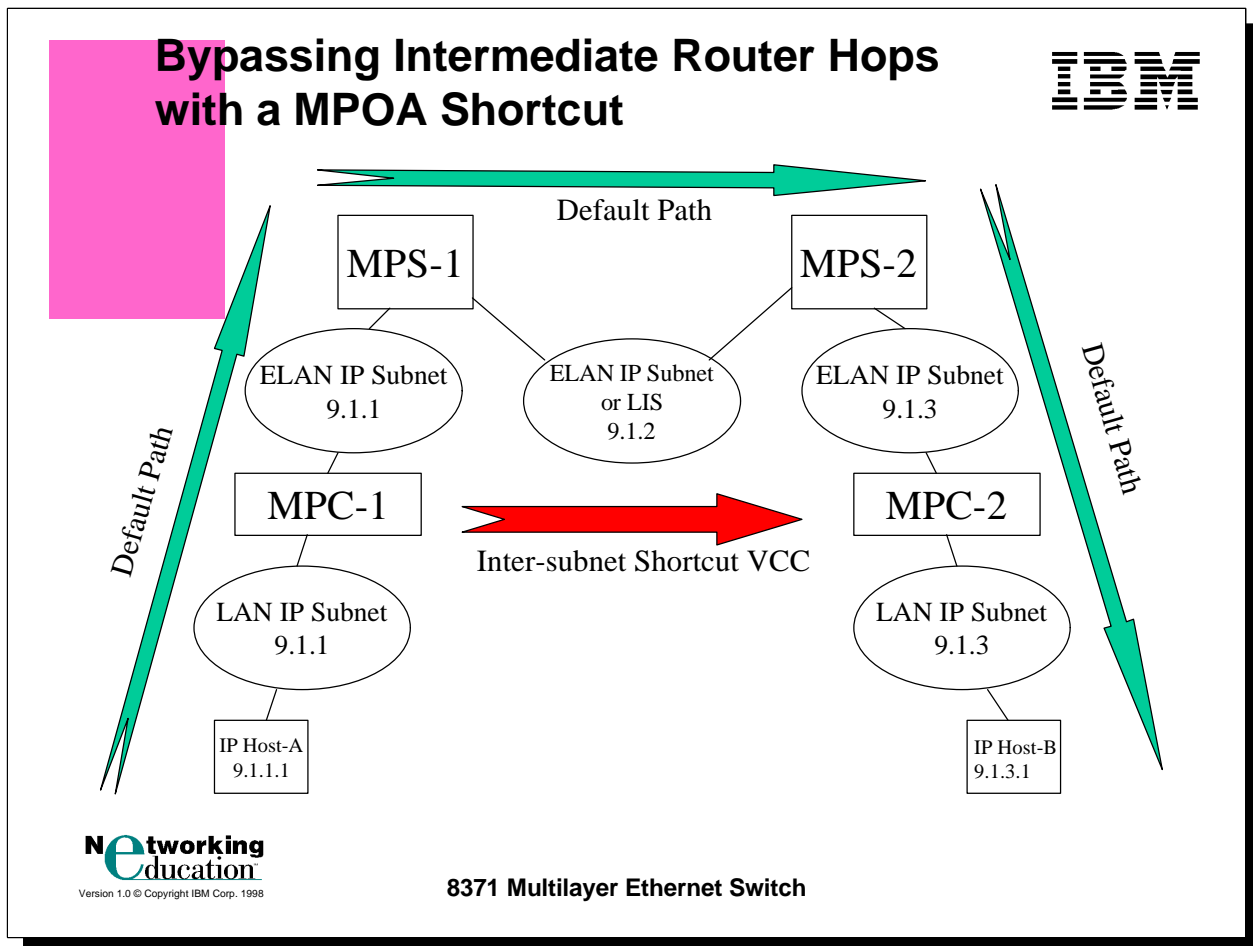 Bypassing Intermediate Router Hops
with a MPOA Shortcut
IBM
Default Path
MPS-1
MPS-2
ELAN IP Subnet
9.1.1
ELAN IP Subnet
or LIS
9.1.2
ELAN IP Subnet
9.1.3
Default Path
Default Path
MPC-1
MPC-2
Inter-subnet Shortcut VCC
LAN IP Subnet
9.1.1
LAN IP Subnet
9.1.3
IP Host-A
9.1.1.1
IP Host-B
9.1.3.1
Networking
education™
Version 1.0 © Copyright IBM Corp. 1998
8371 Multilayer Ethernet Switch